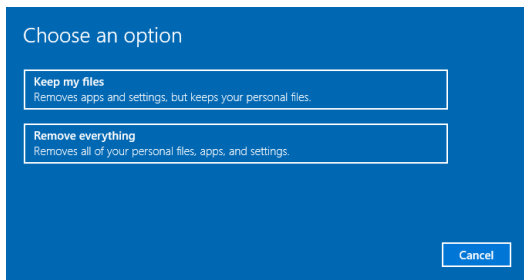 Choose an option
Keep my files
Removes apps and settings, but keeps your personal files.
Remove everything
Removes all of your personal files, apps, and settings.
Cancel